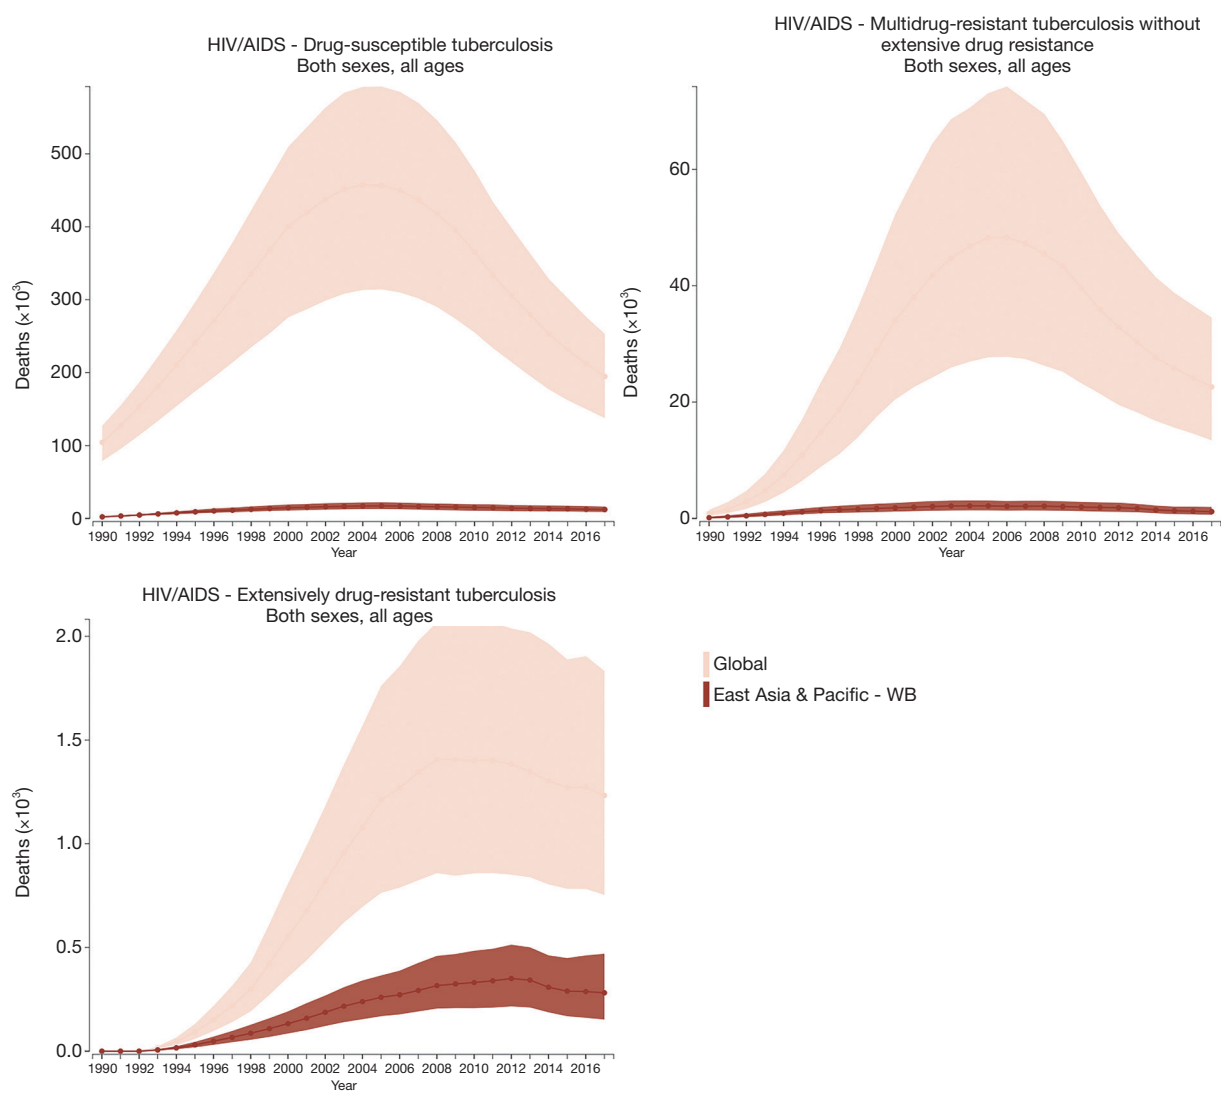 HIV/AIDS - Drug-susceptible tuberculosis
Both sexes, all ages
500
400
300
200
100
0
Deaths (×10³)
1990 1992 1994 1996 1998 2000 2002 2004 2006 2008 2010 2012 2014 2016
Year
HIV/AIDS - Multidrug-resistant tuberculosis without
extensive drug resistance
Both sexes, all ages
60
40
20
0
Deaths (×10³)
1990 1992 1994 1996 1998 2000 2002 2004 2006 2008 2010 2012 2014 2016
Year
HIV/AIDS - Extensively drug-resistant tuberculosis
Both sexes, all ages
2.0
1.5
1.0
0.5
0.0
Deaths (×10³)
1990 1992 1994 1996 1998 2000 2002 2004 2006 2008 2010 2012 2014 2016
Year
Global
East Asia & Pacific - WB